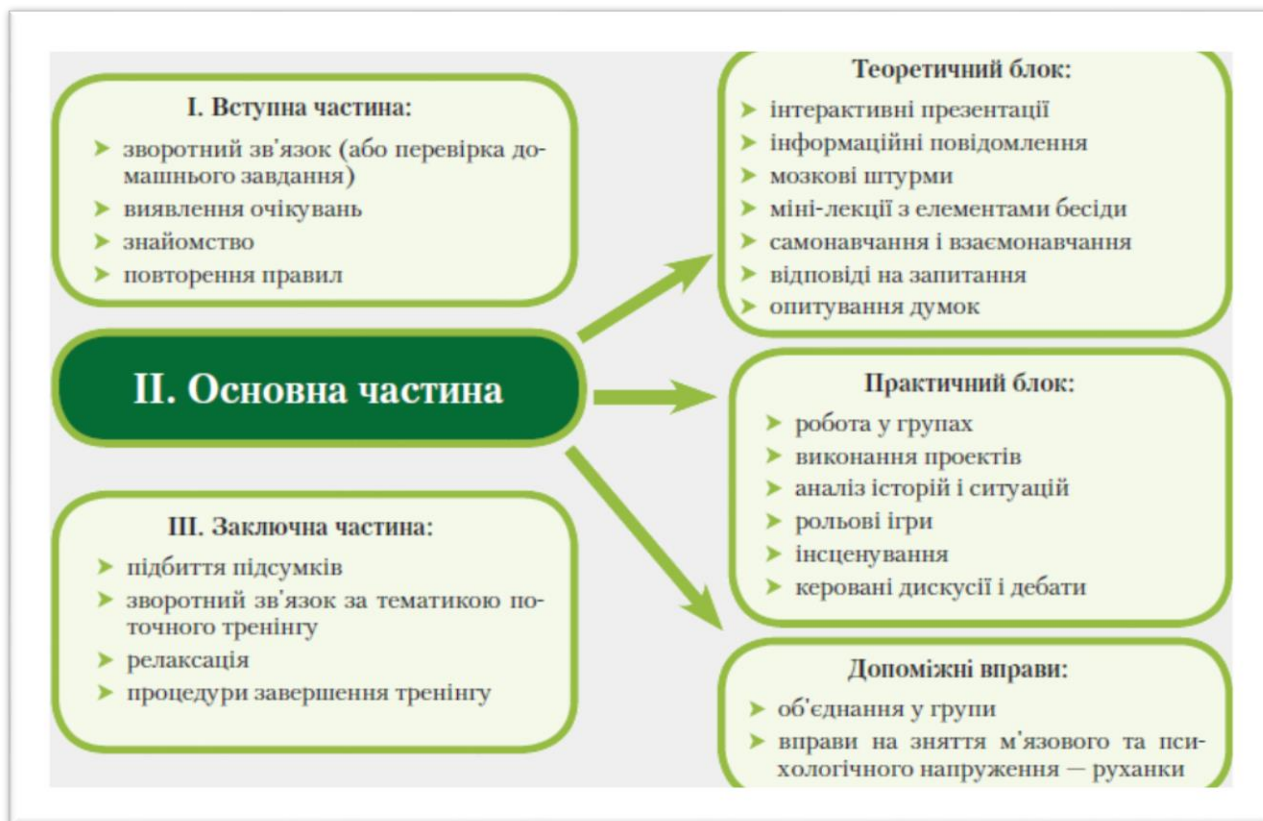 І. Вступна частина:
зворотний зв'язок (або перевірка до-
машнього завдання)
виявлення очікувань
знайомство
повторення правил
ІІ. Основна частина
ІІІ. Заключна частина:
підбиття підсумків
зворотний зв'язок за тематикою по-
точного тренінгу
релаксація
процедури завершення тренінгу
Теоретичний блок:
інтерактивні презентації
інформаційні повідомлення
мозкові штурми
міні-лекції з елементами бесіди
самонавчання і взаємонавчання
відповіді на запитання
опитування думок
Практичний блок:
робота у групах
виконання проектів
аналіз історій і ситуацій
рольові ігри
інсценування
керовані дискусії і дебати
Допоміжні вправи:
об'єднання у групи
вправи на зняття м'язового та пси-
хологічного напруження — руханки